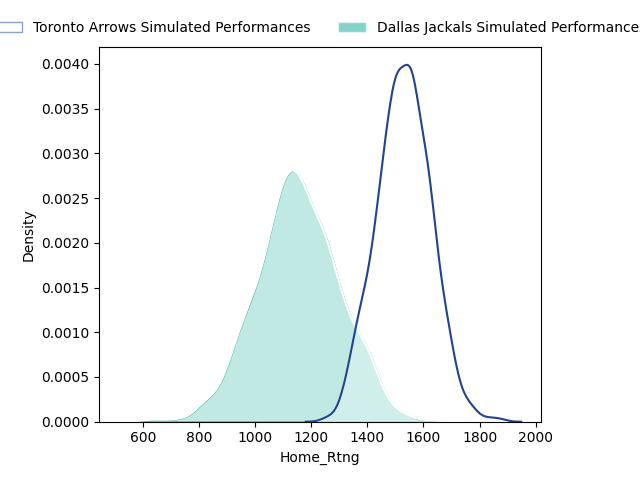 Toronto Arrows Simulated Performances Dallas Jackals Simulated Performance
0.0040
0.0035
0.0030
0.0025
0.0020
0.0015
0.0010
0.0005
0.0000
Density
600 800 1000 1200 1400 1600 1800 2000
Home_Rtng